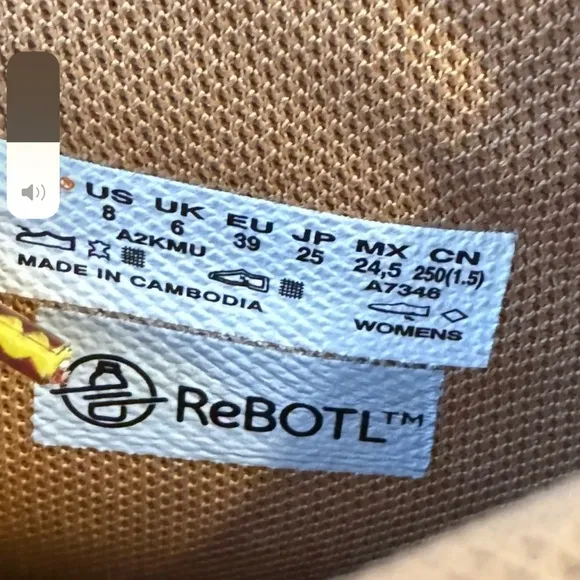 US UK EU JP MX CN
8 6 39 25 24,5 250(1.5)
A2KMU A7346
MADE IN CAMBODIA
WOMENS
ReBOTL™